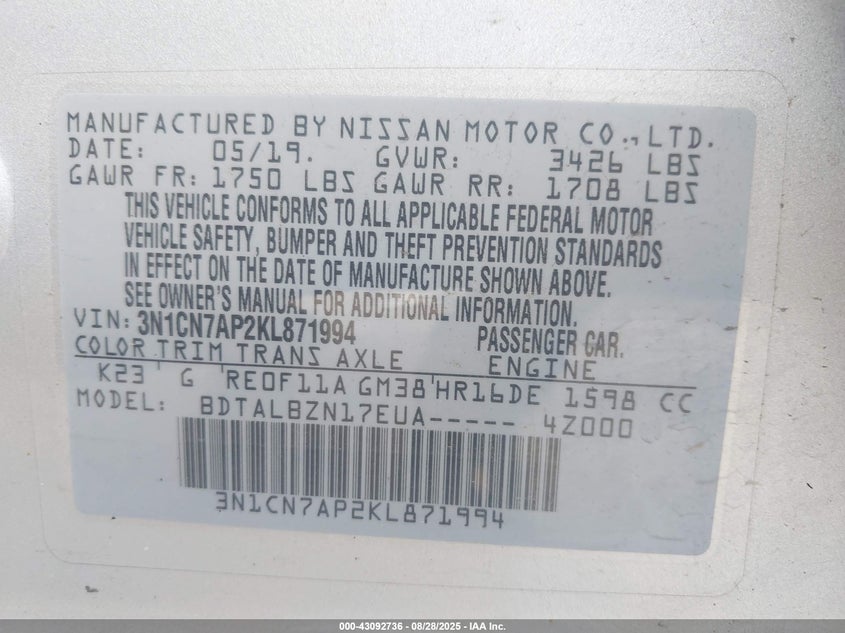 MANUFACTURED BY NISSAN MOTOR CO., LTD.
DATE: 05/19. GVWR: 3426 LBS
GAWR FR: 1750 LBS GAWR RR: 1708 LBS
THIS VEHICLE CONFORMS TO ALL APPLICABLE FEDERAL MOTOR
VEHICLE SAFETY, BUMPER AND THEFT PREVENTION STANDARDS
IN EFFECT ON THE DATE OF MANUFACTURE SHOWN ABOVE.
SEE OWNER'S MANUAL FOR ADDITIONAL INFORMATION.
VIN: 3N1CN7AP2KL871994 PASSENGER CAR.
COLOR TRIM TRANS AXLE ENGINE
K23 G RE0F11A GM38 HR16DE 1598 CC
MODEL: BDTALBZN17EUA----- 4Z000
3N1CN7AP2KL871994
000-43092736 - 08/28/2025 - IAA Inc.